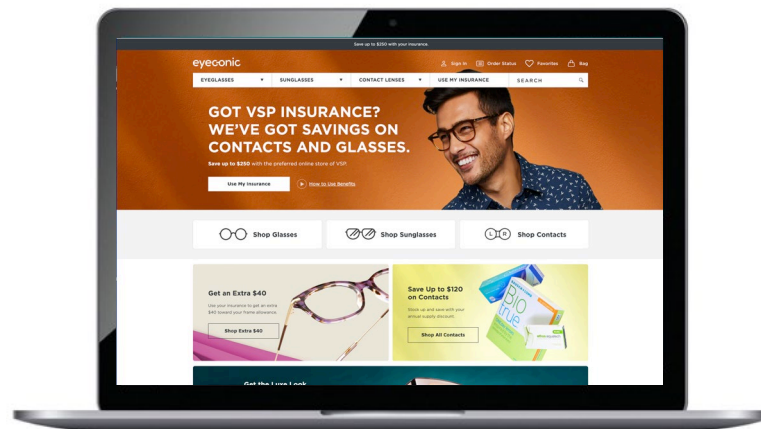 Save up to $250 with your insurance.
eyeconic
Sign In Order Status Favorites Bag
EYEGLASSES SUNGLASSES CONTACT LENSES USE MY INSURANCE SEARCH
GOT VSP INSURANCE?
WE'VE GOT SAVINGS ON
CONTACTS AND GLASSES.
Save up to $250 with the preferred online store of VSP.
Use My Insurance How to Use Benefits
Shop Glasses Shop Sunglasses L R Shop Contacts
Get an Extra $40
Use your insurance to get an extra
$40 toward your frame allowance.
Shop Extra $40
Save Up to $120
on Contacts
Stock up and save with your
annual supply discount.
Shop All Contacts
Bio
true
Get the Luxe Look